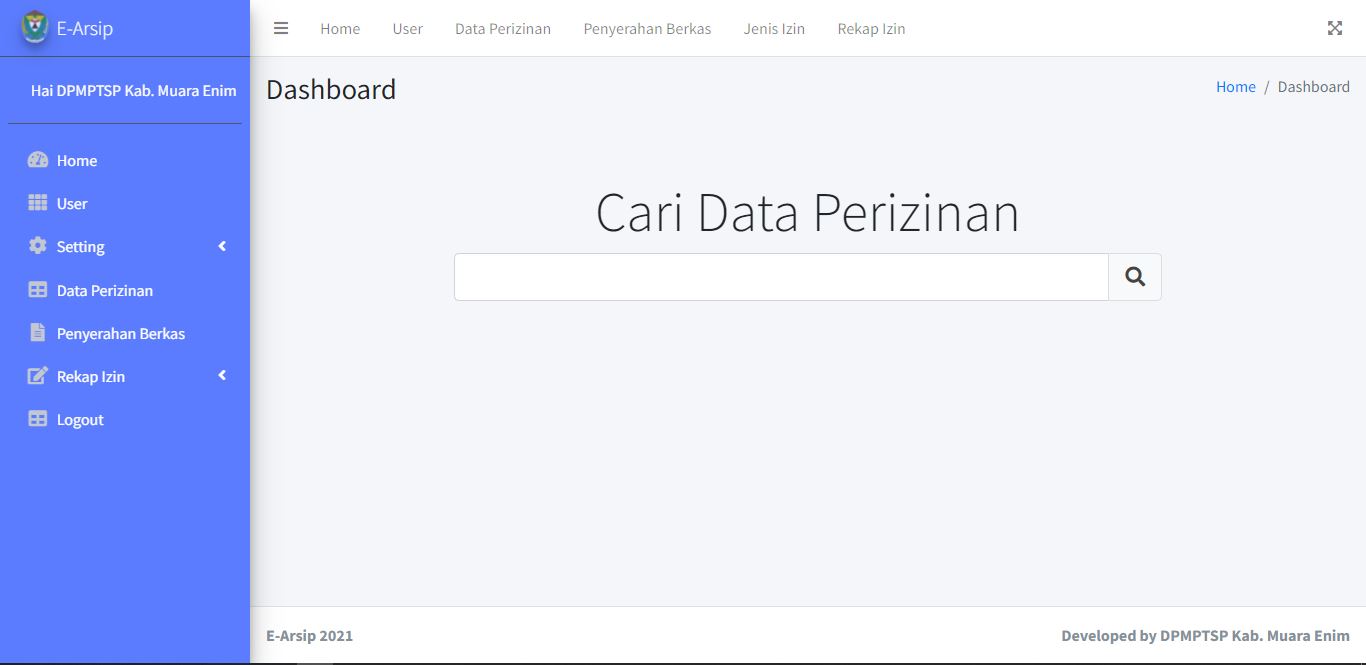 E-Arsip
Home User Data Perizinan Penyerahan Berkas Jenis Izin Rekap Izin
Hai DPMPTSP Kab. Muara Enim
Home
User
Setting
Data Perizinan
Penyerahan Berkas
Rekap Izin
Logout
Dashboard
Home / Dashboard
Cari Data Perizinan
E-Arsip 2021
Developed by DPMPTSP Kab. Muara Enim